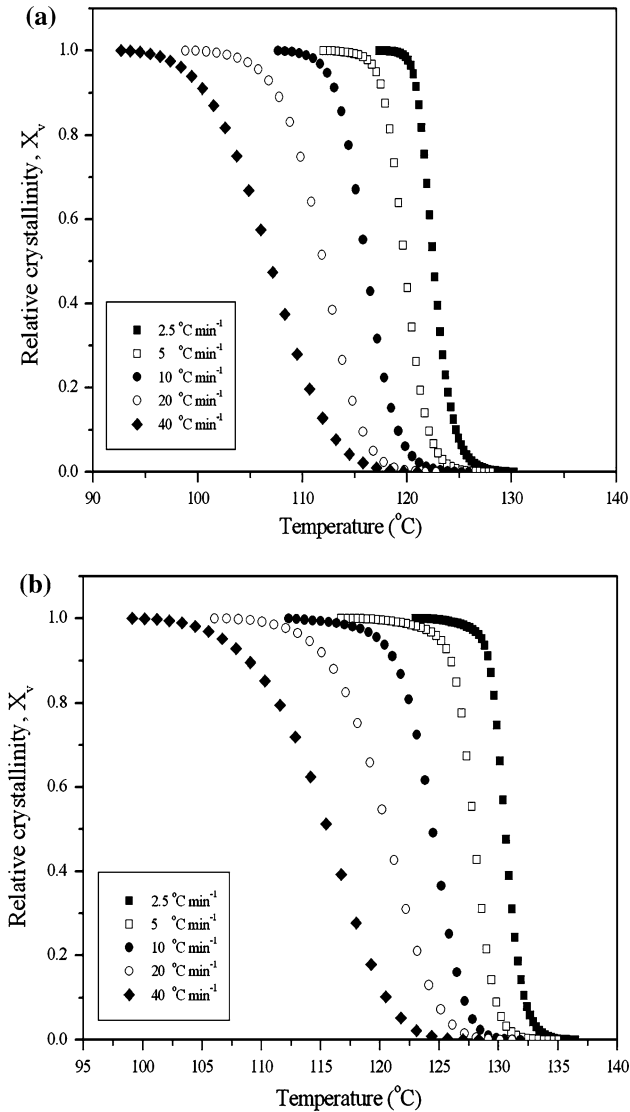 (a)
1.0
0.8
0.6
0.4
0.2
0.0
Relative crystallinity, Xᵥ
2.5 °C min⁻¹
5 °C min⁻¹
10 °C min⁻¹
20 °C min⁻¹
40 °C min⁻¹
90 100 110 120 130 140
Temperature (°C)
(b)
1.0
0.8
0.6
0.4
0.2
0.0
Relative crystallinity, Xᵥ
2.5 °C min⁻¹
5 °C min⁻¹
10 °C min⁻¹
20 °C min⁻¹
40 °C min⁻¹
95 100 105 110 115 120 125 130 135 140
Temperature (°C)